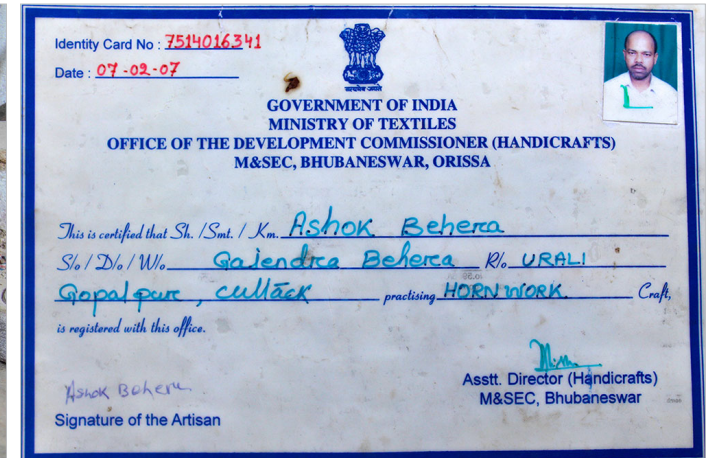 Identity Card No : 7514016341
Date : 07-02-07
सत्यमेव जयते
GOVERNMENT OF INDIA
MINISTRY OF TEXTILES
OFFICE OF THE DEVELOPMENT COMMISSIONER (HANDICRAFTS)
M&SEC, BHUBANESWAR, ORISSA
This is certified that Sh. /Smt. / Km. Ashok Behera
S/o / D/o / W/o Gajendra Behera R/o URALI
Gopalpur, Cuttack practising HORN WORK Craft,
is registered with this office.
Ashok Behera
Signature of the Artisan
Asstt. Director (Handicrafts)
M&SEC, Bhubaneswar